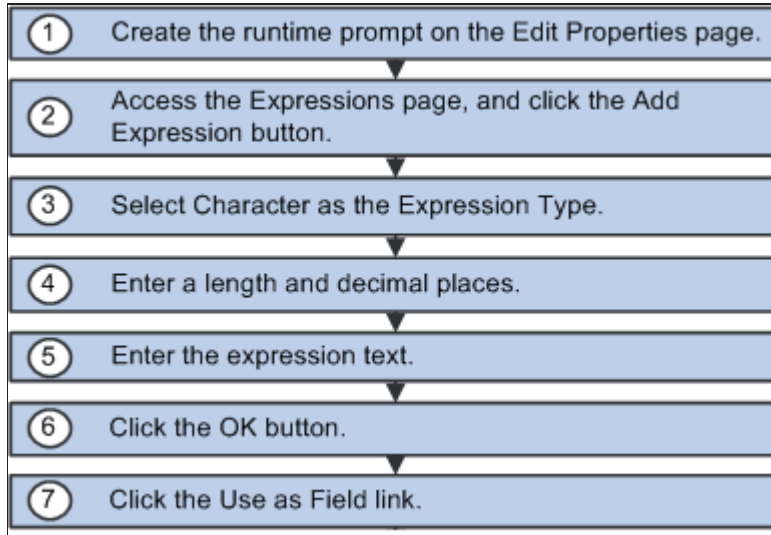 1 Create the runtime prompt on the Edit Properties page.
2 Access the Expressions page, and click the Add
Expression button.
3 Select Character as the Expression Type.
4 Enter a length and decimal places.
5 Enter the expression text.
6 Click the OK button.
7 Click the Use as Field link.